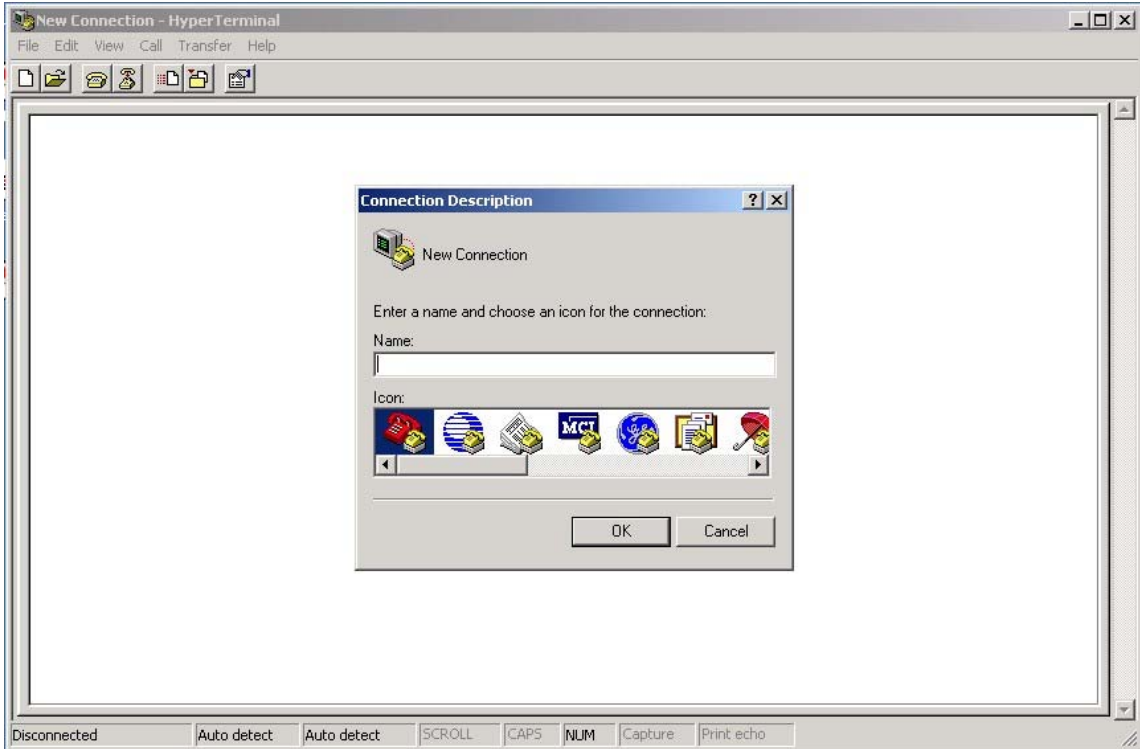 New Connection - HyperTerminal
File Edit View Call Transfer Help
Connection Description
New Connection
Enter a name and choose an icon for the connection:
Name:
Icon:
MCI
OK Cancel
Disconnected Auto detect Auto detect SCROLL CAPS NUM Capture Print echo